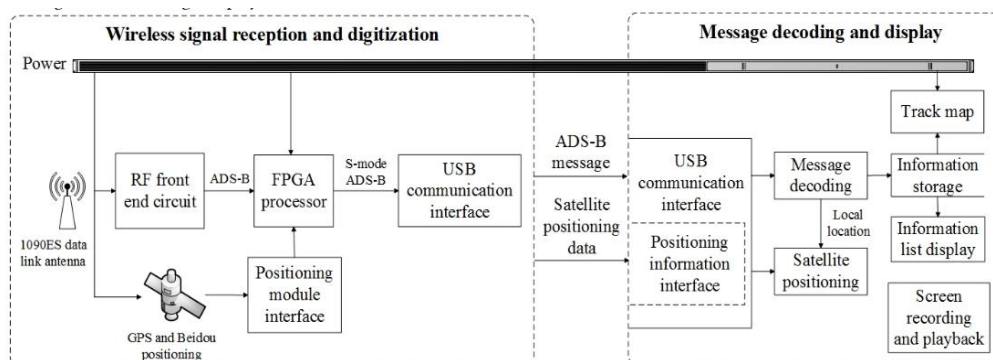 Wireless signal reception and digitization
Message decoding and display
Power
Track map
ADS-B
message
S-mode
ADS-B
ADS-B
RF front
end circuit
FPGA
processor
USB
communication
interface
USB
communication
interface
Message
decoding
Information
storage
1090ES data
link antenna
Satellite
positioning
data
Local
location
Information
list display
Positioning
module
interface
Positioning
information
interface
Satellite
positioning
GPS and Beidou
positioning
Screen
recording
and playback